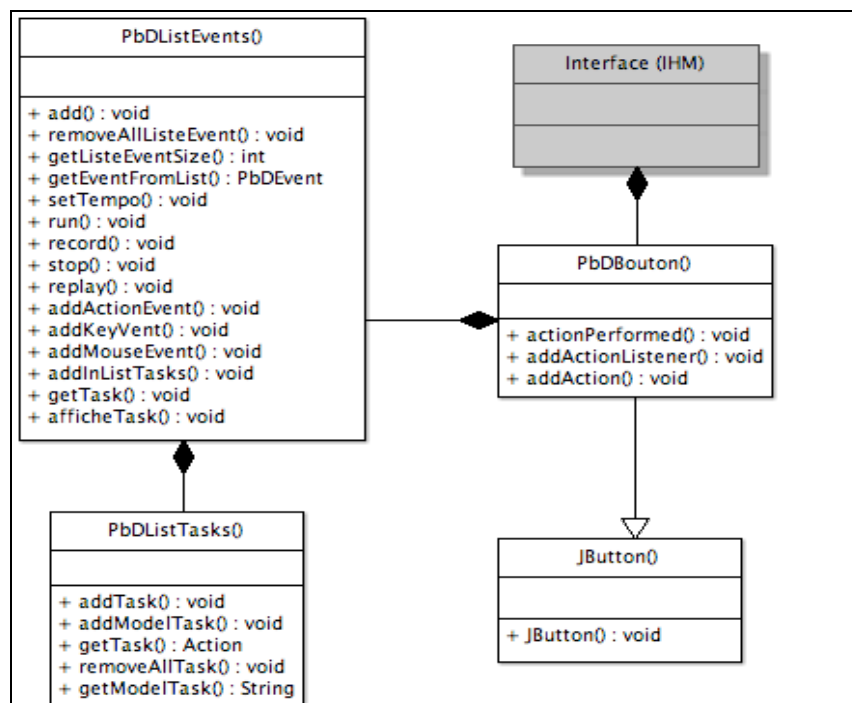 PbDListEvents()
+ add() : void
+ removeAllListeEvent() : void
+ getListeEventSize() : int
+ getEventFromList() : PbDEvent
+ setTempo() : void
+ run() : void
+ record() : void
+ stop() : void
+ replay() : void
+ addActionEvent() : void
+ addKeyVent() : void
+ addMouseEvent() : void
+ addInListTasks() : void
+ getTask() : void
+ afficheTask() : void
Interface (IHM)
PbDBouton()
+ actionPerformed() : void
+ addActionListener() : void
+ addAction() : void
PbDListTasks()
+ addTask() : void
+ addModelTask() : void
+ getTask() : Action
+ removeAllTask() : void
+ getModelTask() : String
JButton()
+ JButton() : void